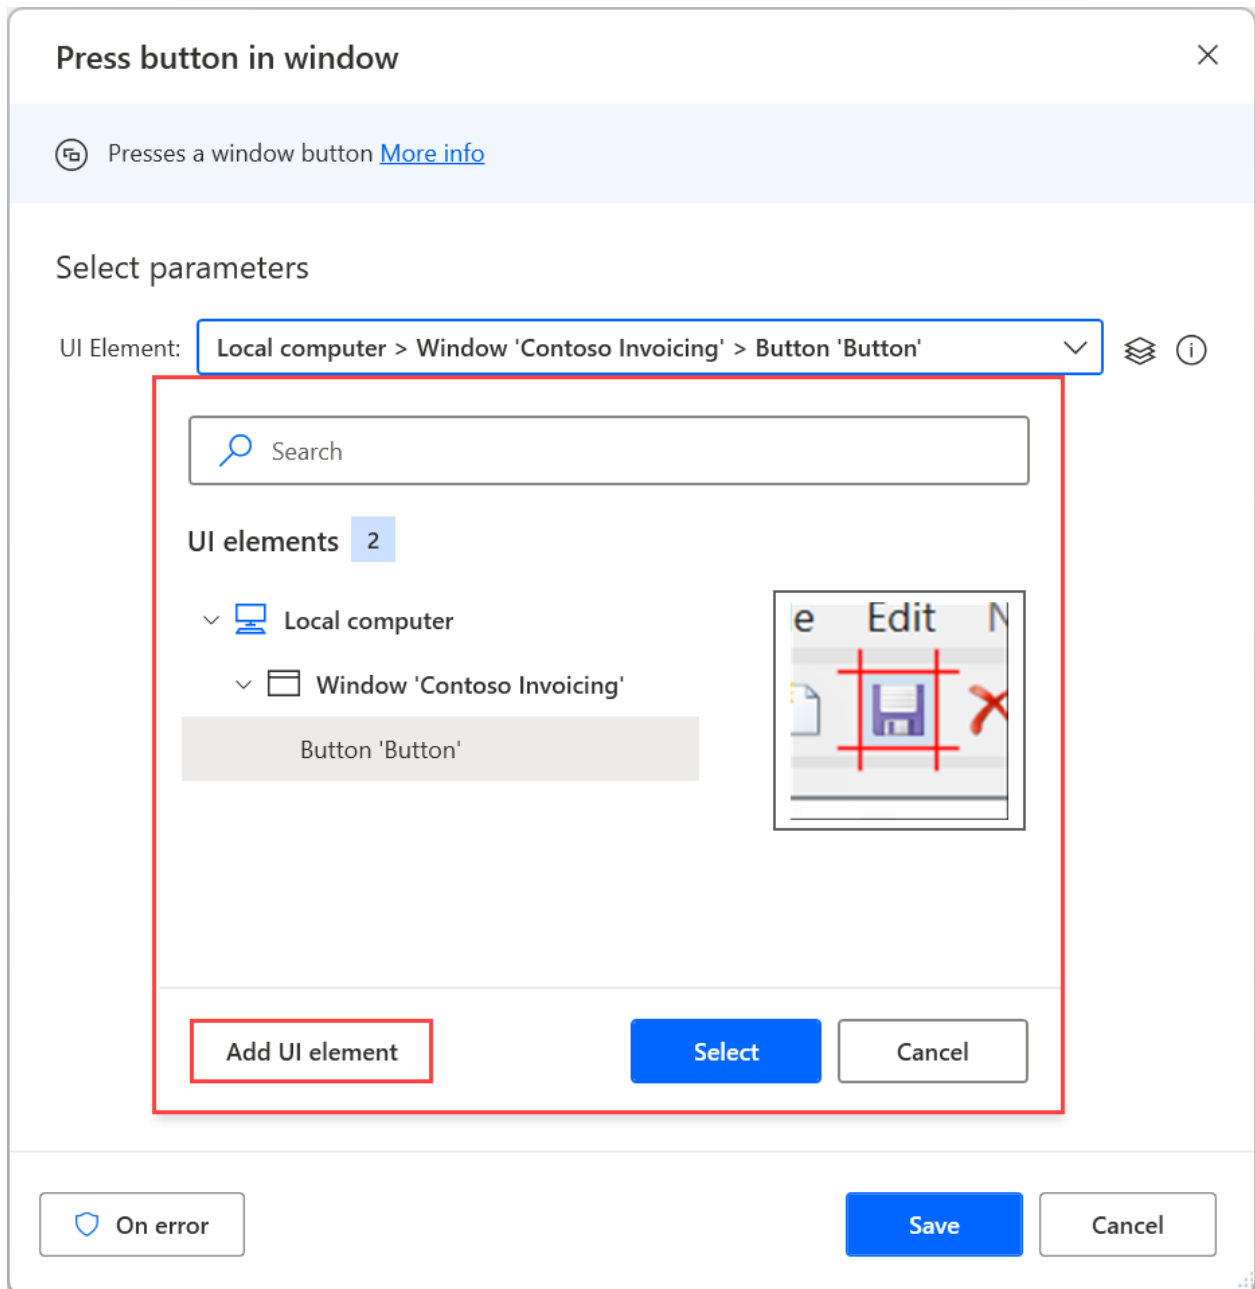 Press button in window
Presses a window button More info
Select parameters
UI Element: Local computer > Window 'Contoso Invoicing' > Button 'Button'
Search
UI elements 2
Local computer
Window 'Contoso Invoicing'
Button 'Button'
e Edit
Add UI element Select Cancel
On error Save Cancel